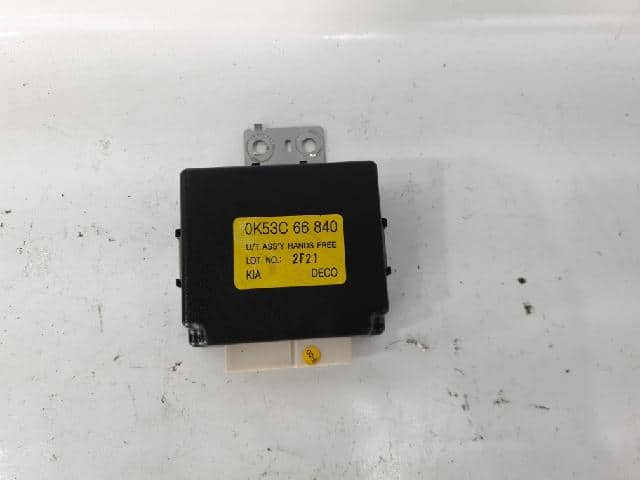 0K53C 66 840
U/T ASS'Y HANDS FREE
LOT NO.: 2F21
KIA DECO